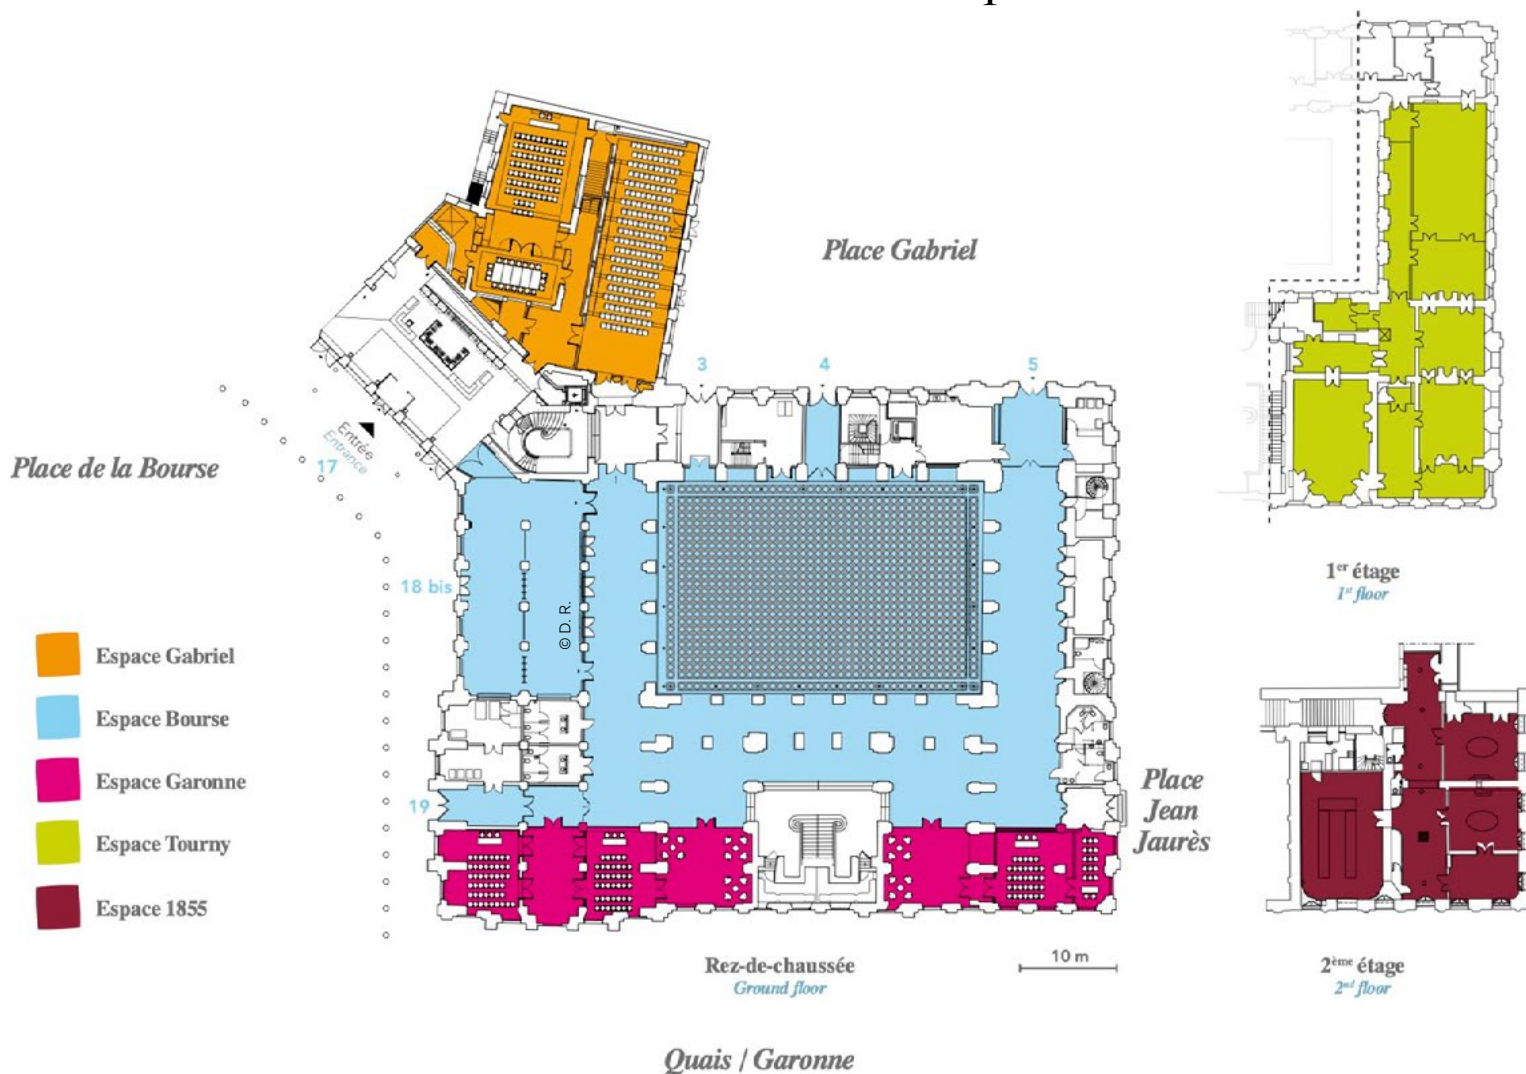 Place Gabriel
3
4
5
Entrée
Entrance
17
Place de la Bourse
18 bis
© D. R.
19
Espace Gabriel
Espace Bourse
Espace Garonne
Espace Tourny
Espace 1855
Place
Jean
Jaurès
Rez-de-chaussée
Ground floor
10 m
Quais / Garonne
1er étage
1st floor
2ème étage
2nd floor